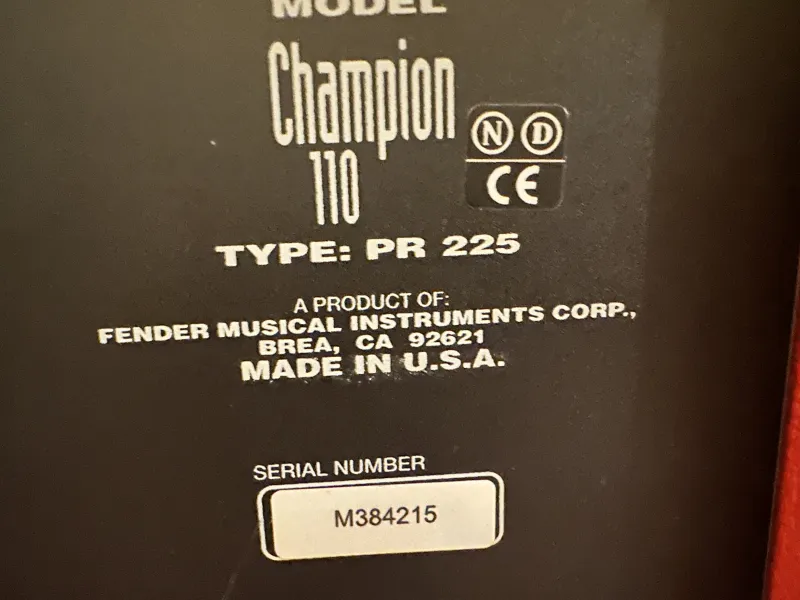 MODEL
Champion
110
N D
CE
TYPE: PR 225
A PRODUCT OF:
FENDER MUSICAL INSTRUMENTS CORP.,
BREA, CA 92621
MADE IN U.S.A.
SERIAL NUMBER
M384215